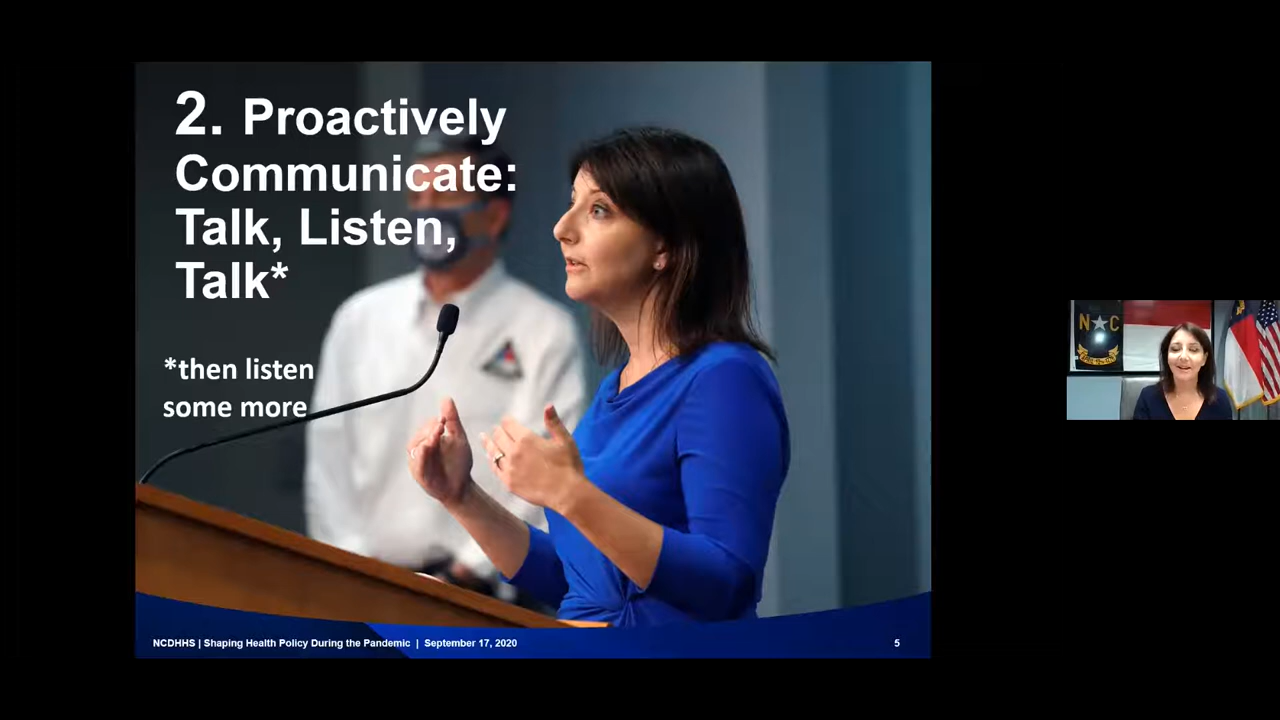 2. Proactively
Communicate:
Talk, Listen,
Talk*
*then listen
some more
NCDHHS | Shaping Health Policy During the Pandemic | September 17, 2020
5
N C